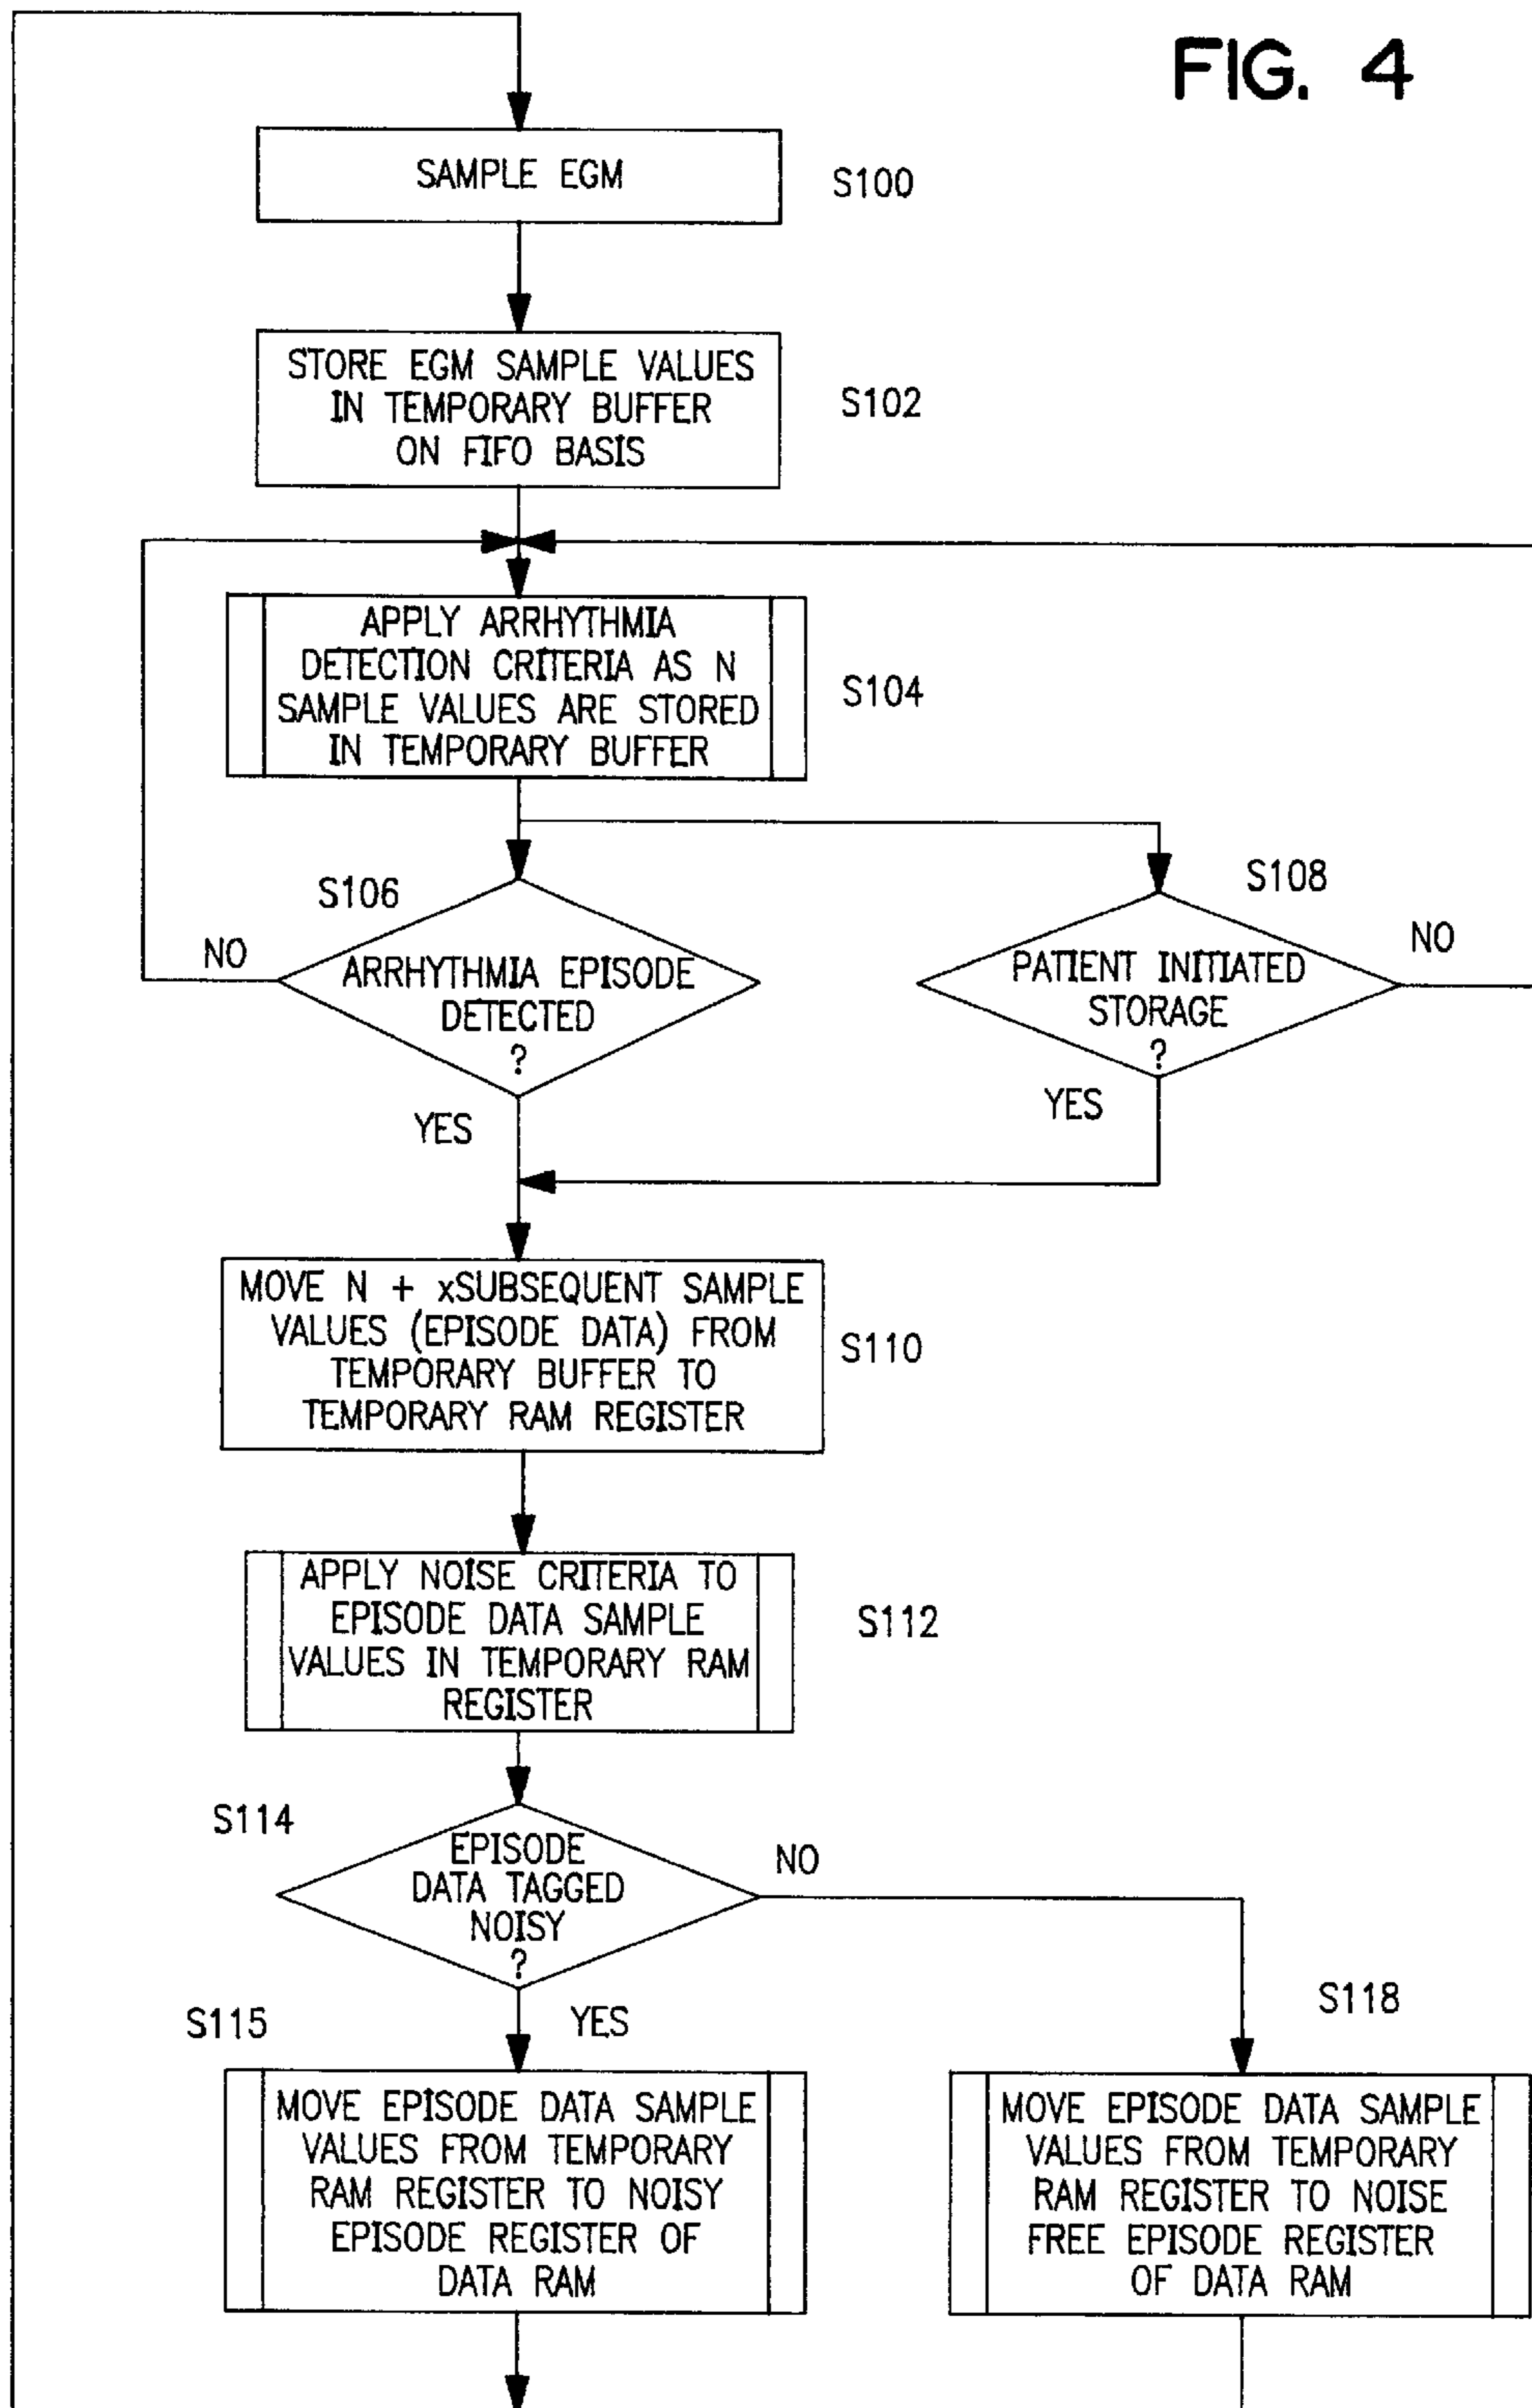 FIG. 4
SAMPLE EGM
S100
STORE EGM SAMPLE VALUES
IN TEMPORARY BUFFER
ON FIFO BASIS
S102
APPLY ARRHYTHMIA
DETECTION CRITERIA AS N
SAMPLE VALUES ARE STORED
IN TEMPORARY BUFFER
S104
S106
NO
ARRHYTHMIA EPISODE
DETECTED
?
YES
S108
NO
PATIENT INITIATED
STORAGE
?
YES
MOVE N + xSUBSEQUENT SAMPLE
VALUES (EPISODE DATA) FROM
TEMPORARY BUFFER TO
TEMPORARY RAM REGISTER
S110
APPLY NOISE CRITERIA TO
EPISODE DATA SAMPLE
VALUES IN TEMPORARY RAM
REGISTER
S112
S114
EPISODE
DATA TAGGED
NOISY
?
NO
YES
S115
MOVE EPISODE DATA SAMPLE
VALUES FROM TEMPORARY
RAM REGISTER TO NOISY
EPISODE REGISTER OF
DATA RAM
S118
MOVE EPISODE DATA SAMPLE
VALUES FROM TEMPORARY
RAM REGISTER TO NOISE
FREE EPISODE REGISTER
OF DATA RAM